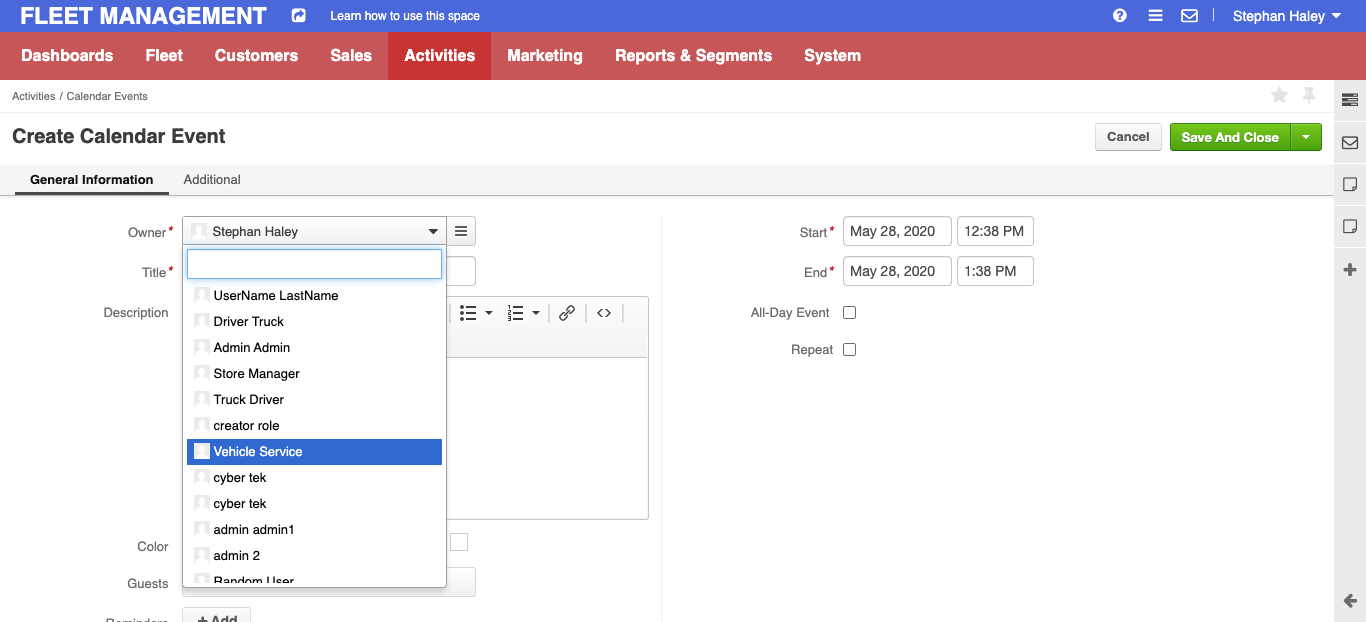 FLEET MANAGEMENT
Learn how to use this space
Stephan Haley
Dashboards
Fleet
Customers
Sales
Activities
Marketing
Reports & Segments
System
Activities / Calendar Events
Create Calendar Event
Cancel
Save And Close
General Information
Additional
Owner*
Stephan Haley
Title*
Description
UserName LastName
Driver Truck
Admin Admin
Store Manager
Truck Driver
creator role
Vehicle Service
cyber tek
cyber tek
admin admin1
admin 2
Random User
Color
Guests
Reminders
+ Add
Start*
May 28, 2020
12:38 PM
End*
May 28, 2020
1:38 PM
All-Day Event
Repeat